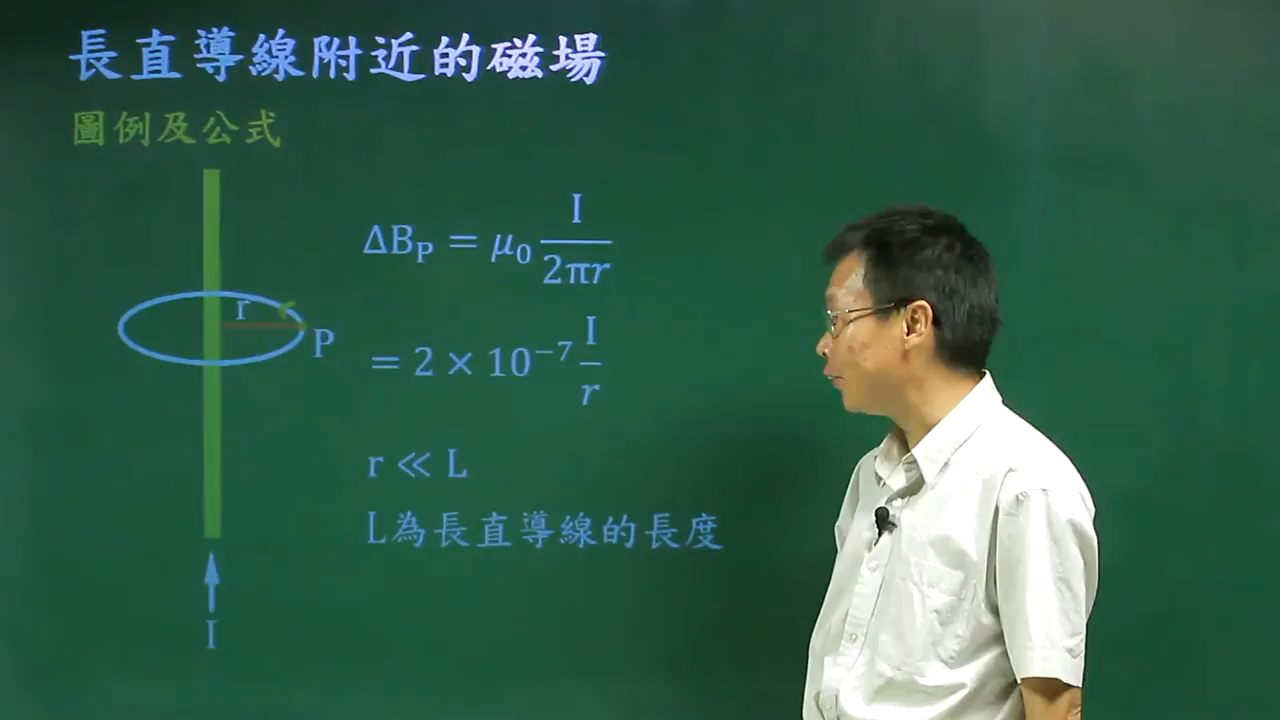 長直導線附近的磁場
圖例及公式
r
P
I
ΔB_P = μ₀ I/2πr
= 2 × 10⁻⁷ I/r
r ≪ L
L為長直導線的長度